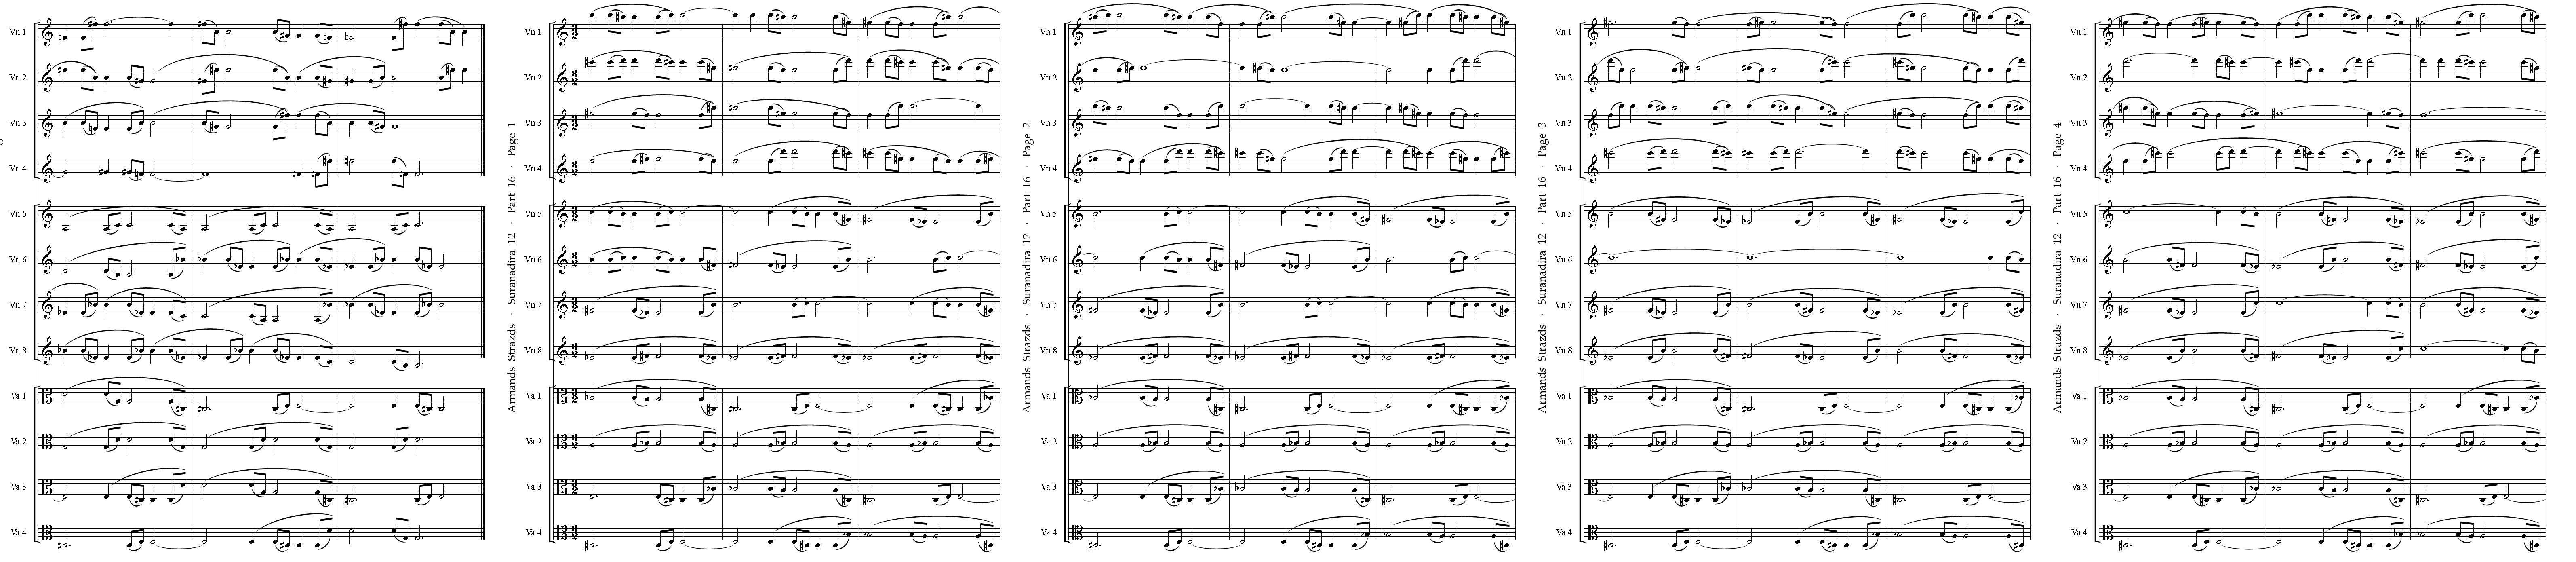 Vn 1
Vn 2
Vn 3
Vn 4
Vn 5
Vn 6
Vn 7
Vn 8
Va 1
Va 2
Va 3
Va 4
Armands Strazds · Suranadira 12 · Part 16 · Page 1
Vn 1
Vn 2
Vn 3
Vn 4
Vn 5
Vn 6
Vn 7
Vn 8
Va 1
Va 2
Va 3
Va 4
Armands Strazds · Suranadira 12 · Part 16 · Page 2
Vn 1
Vn 2
Vn 3
Vn 4
Vn 5
Vn 6
Vn 7
Vn 8
Va 1
Va 2
Va 3
Va 4
Armands Strazds · Suranadira 12 · Part 16 · Page 3
Vn 1
Vn 2
Vn 3
Vn 4
Vn 5
Vn 6
Vn 7
Vn 8
Va 1
Va 2
Va 3
Va 4
Armands Strazds · Suranadira 12 · Part 16 · Page 4
Vn 1
Vn 2
Vn 3
Vn 4
Vn 5
Vn 6
Vn 7
Vn 8
Va 1
Va 2
Va 3
Va 4